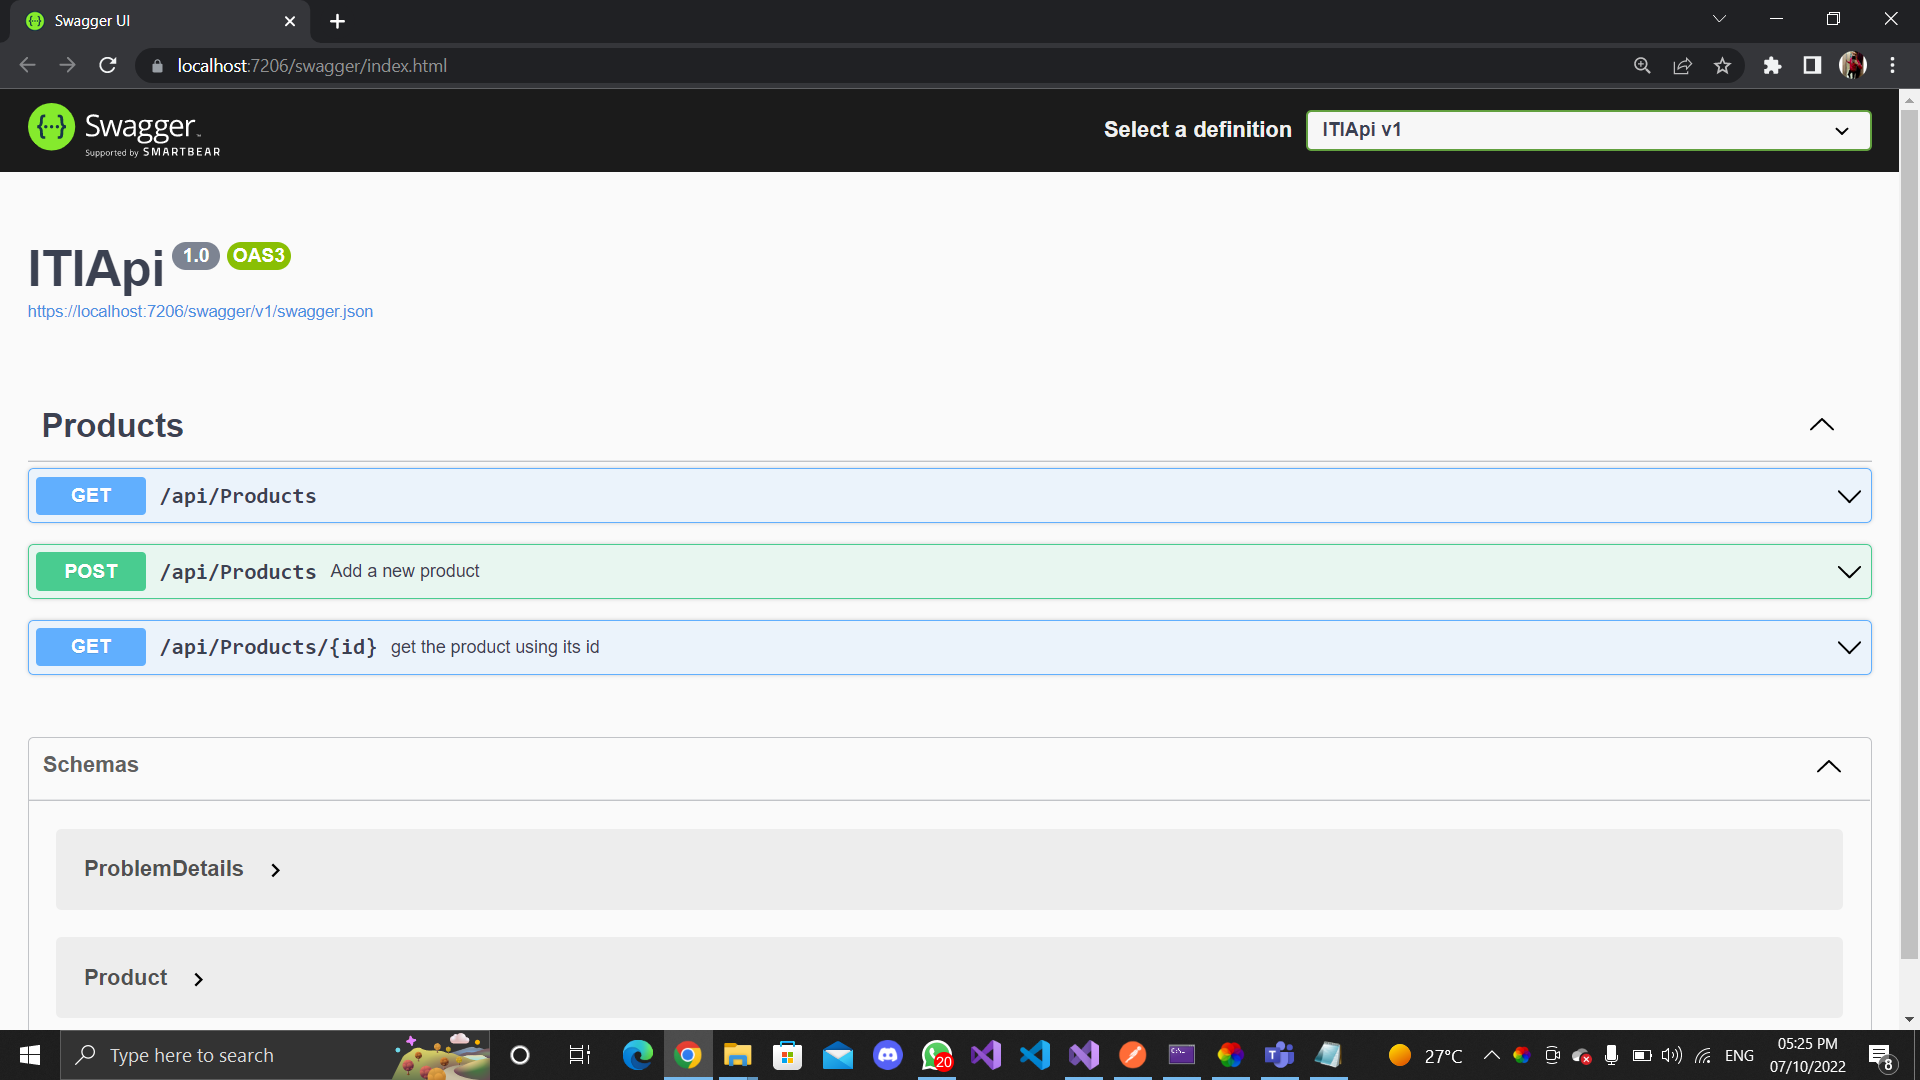 Swagger UI
localhost:7206/swagger/index.html
{...} Swagger™
Supported by SMARTBEAR
Select a definition
ITIApi v1
ITIApi 1.0 OAS3
https://localhost:7206/swagger/v1/swagger.json
Products
GET /api/Products
POST /api/Products Add a new product
GET /api/Products/{id} get the product using its id
Schemas
ProblemDetails
Product
Type here to search
20
27°C
ENG
05:25 PM
07/10/2022
8